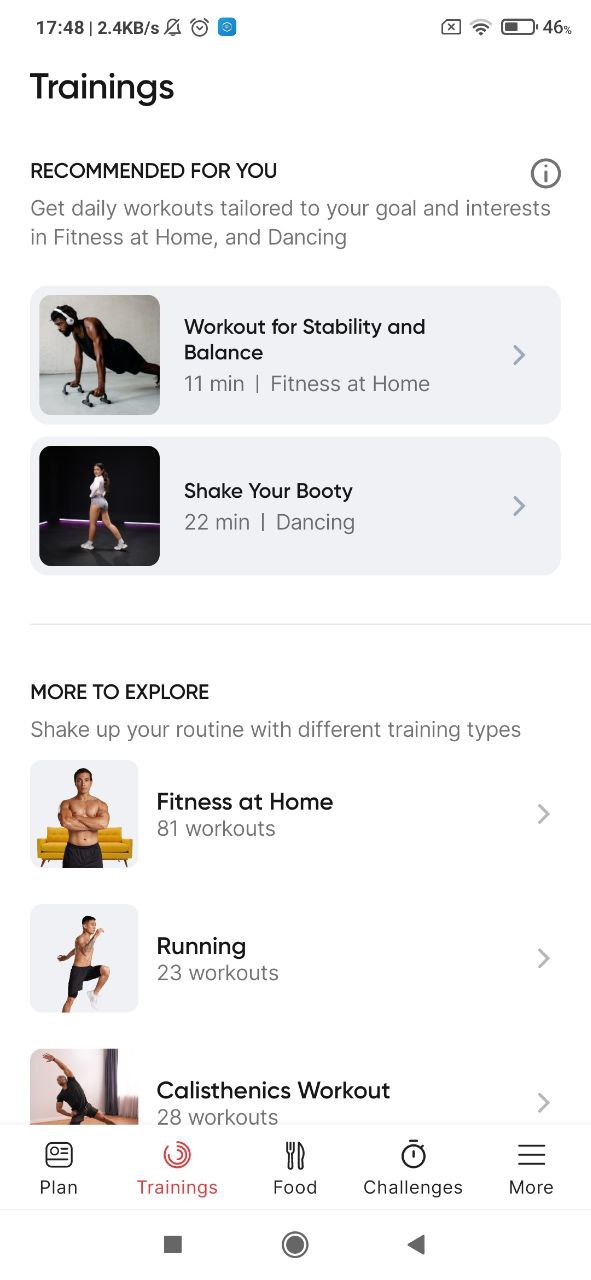 17:48 | 2.4KB/s 46%
Trainings
RECOMMENDED FOR YOU
Get daily workouts tailored to your goal and interests
in Fitness at Home, and Dancing
Workout for Stability and
Balance
11 min | Fitness at Home
Shake Your Booty
22 min | Dancing
MORE TO EXPLORE
Shake up your routine with different training types
Fitness at Home
81 workouts
Running
23 workouts
Calisthenics Workout
28 workouts
Plan Trainings Food Challenges More